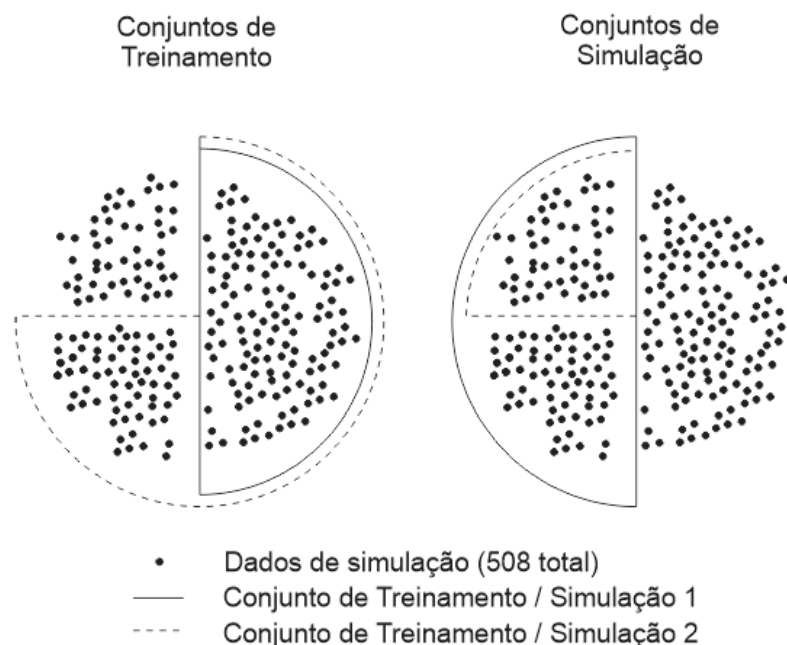 Conjuntos de
Treinamento
Conjuntos de
Simulação
Dados de simulação (508 total)
Conjunto de Treinamento / Simulação 1
Conjunto de Treinamento / Simulação 2